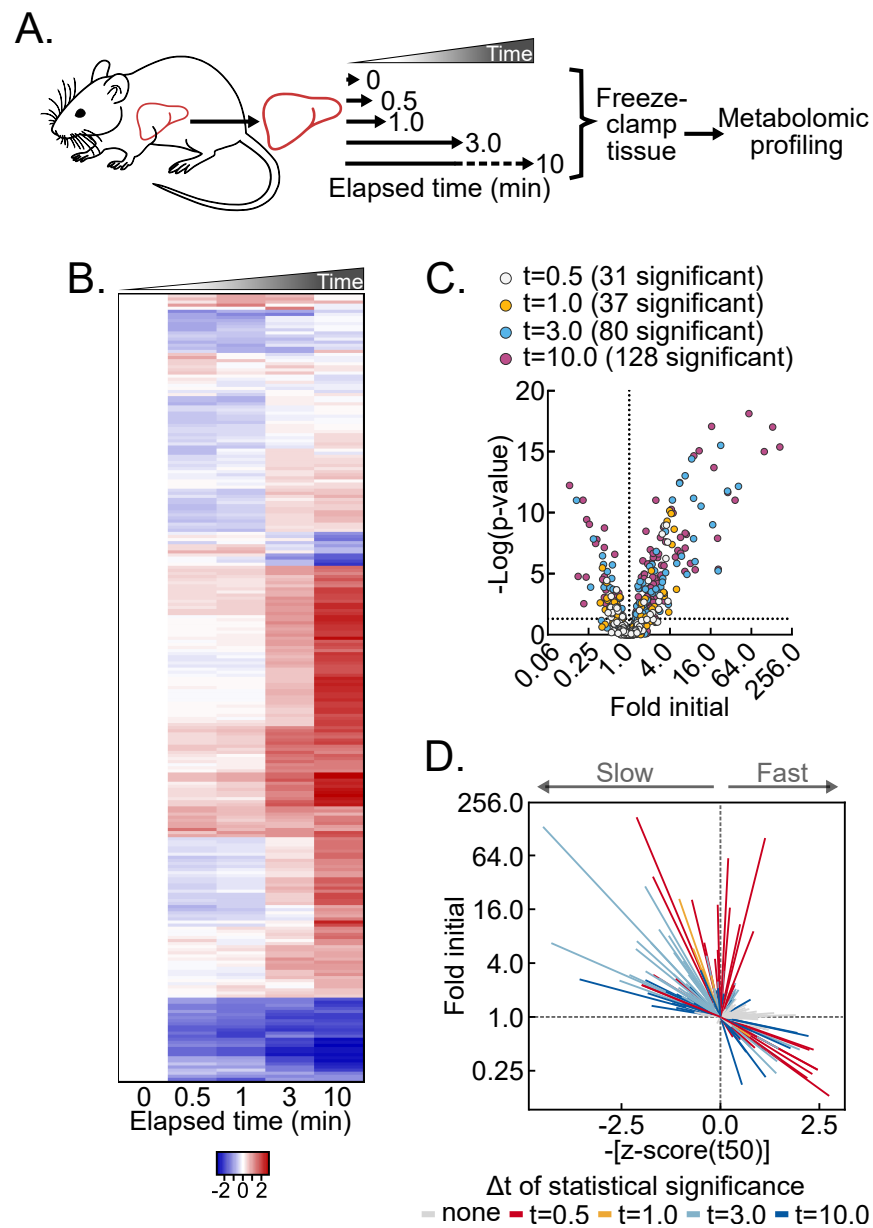 A.
Time
0
0.5
1.0
3.0
10
Elapsed time (min)
Freeze-
clamp
tissue
Metabolomic
profiling
B.
Time
0 0.5 1 3 10
Elapsed time (min)
-2 0 2
C.
t=0.5 (31 significant)
t=1.0 (37 significant)
t=3.0 (80 significant)
t=10.0 (128 significant)
-Log(p-value)
20
15
10
5
0
0.06 0.25 1.0 4.0 16.0 64.0 256.0
Fold initial
D.
Slow Fast
Fold initial
256.0
64.0
16.0
4.0
1.0
0.25
-2.5 0.0 2.5
-[z-score(t50)]
Δt of statistical significance
none t=0.5 t=1.0 t=3.0 t=10.0